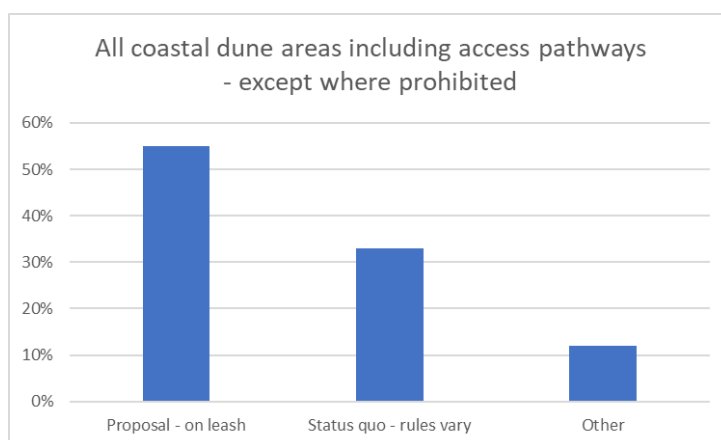 All coastal dune areas including access pathways
- except where prohibited
60%
50%
40%
30%
20%
10%
0%
Proposal - on leash
Status quo - rules vary
Other